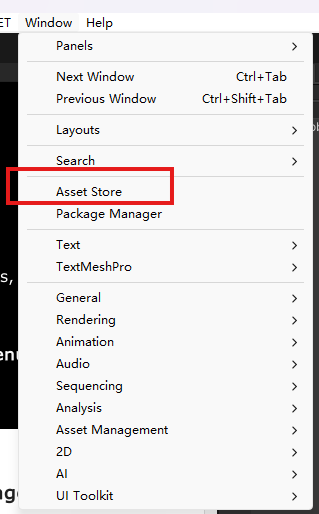 ET Window Help
Panels
Next Window Ctrl+Tab
Previous Window Ctrl+Shift+Tab
Layouts
Search
Asset Store
Package Manager
Text
TextMeshPro
General
Rendering
Animation
Audio
Sequencing
Analysis
Asset Management
2D
AI
UI Toolkit